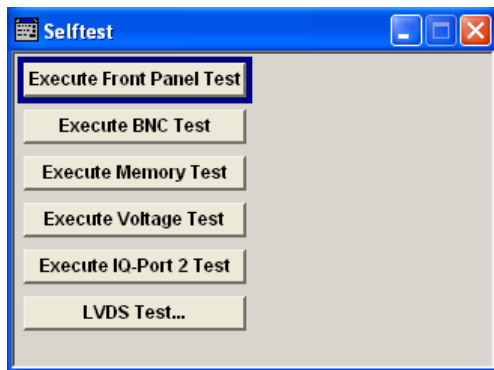 Selftest
Execute Front Panel Test
Execute BNC Test
Execute Memory Test
Execute Voltage Test
Execute IQ-Port 2 Test
LVDS Test...